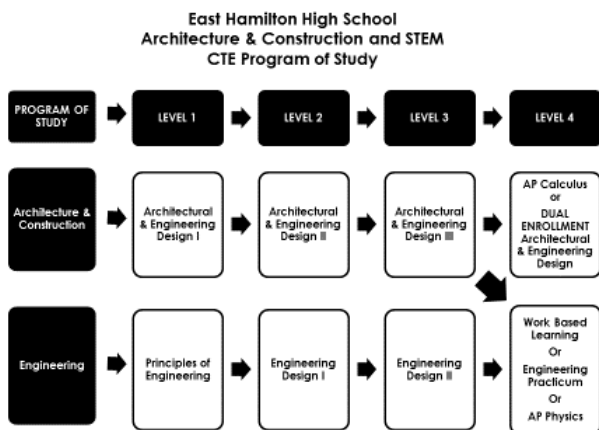 East Hamilton High School
Architecture & Construction and STEM
CTE Program of Study
PROGRAM OF
STUDY
LEVEL 1
LEVEL 2
LEVEL 3
LEVEL 4
Architecture &
Construction
Architectural
& Engineering
Design I
Architectural
& Engineering
Design II
Architectural
& Engineering
Design III
AP Calculus
or
DUAL
ENROLLMENT
Architectural
& Engineering
Design
Engineering
Principles of
Engineering
Engineering
Design I
Engineering
Design II
Work Based
Learning
Or
Engineering
Practicum
Or
AP Physics